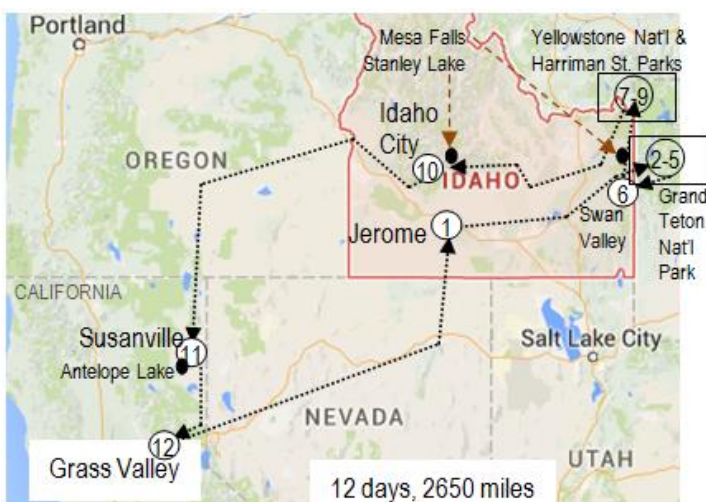 Portland
Mesa Falls
Stanley Lake
Yellowstone Nat'l &
Harriman St. Parks
7-9
Idaho
City
OREGON
10
IDAHO
2-5
6
Grand
Teton
Nat'l
Park
Swan
Valley
Jerome
1
CALIFORNIA
Susanville
11
Antelope Lake
Salt Lake City
NEVADA
12
Grass Valley
UTAH
12 days, 2650 miles